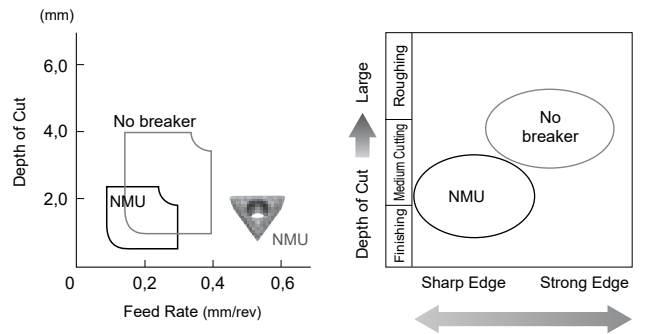 (mm)
Depth of Cut
6,0
4,0
2,0
0
0,2
0,4
0,6
Feed Rate (mm/rev)
No breaker
NMU
NMU
Depth of Cut
Large
Roughing
Medium Cutting
Finishing
No
breaker
NMU
Sharp Edge
Strong Edge